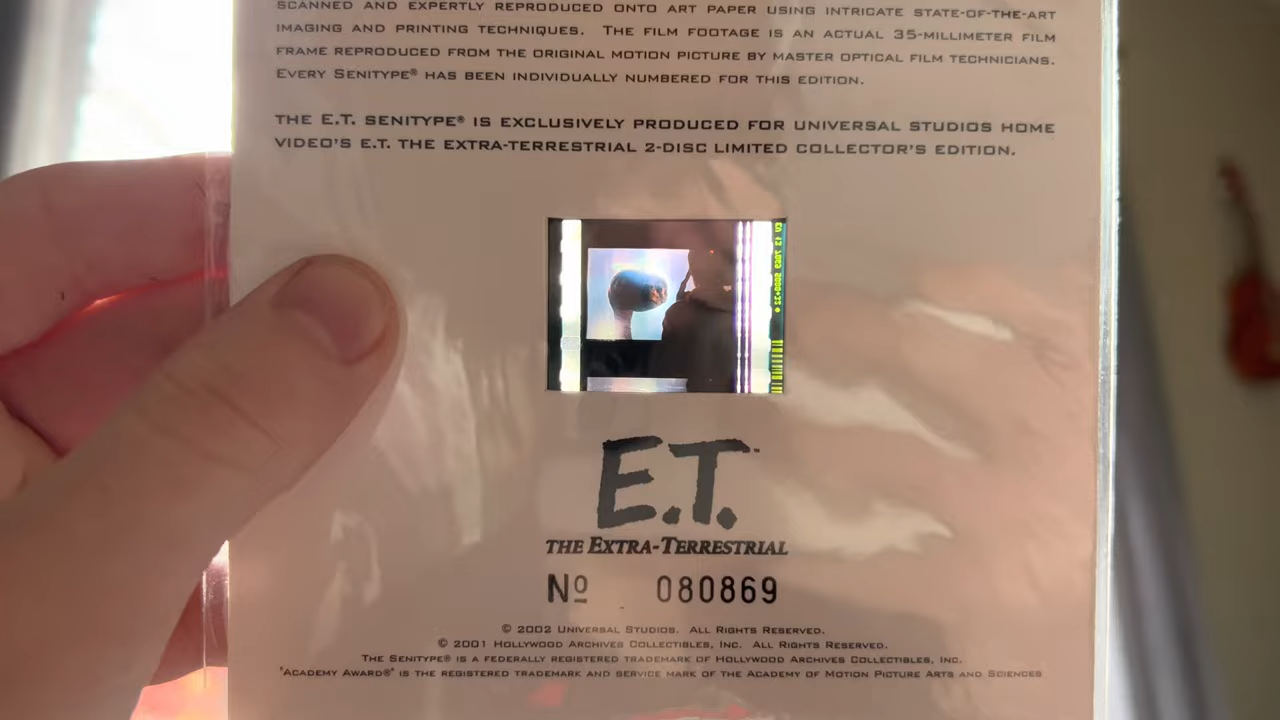 SCANNED AND EXPERTLY REPRODUCED ONTO ART PAPER USING INTRICATE STATE-OF-THE-ART
IMAGING AND PRINTING TECHNIQUES. THE FILM FOOTAGE IS AN ACTUAL 35-MILLIMETER FILM
FRAME REPRODUCED FROM THE ORIGINAL MOTION PICTURE BY MASTER OPTICAL FILM TECHNICIANS.
EVERY SENITYPE® HAS BEEN INDIVIDUALLY NUMBERED FOR THIS EDITION.
THE E.T. SENITYPE® IS EXCLUSIVELY PRODUCED FOR UNIVERSAL STUDIOS HOME
VIDEO'S E.T. THE EXTRA-TERRESTRIAL 2-DISC LIMITED COLLECTOR'S EDITION.
E.T.
THE EXTRA-TERRESTRIAL
Nº 080869
© 2002 UNIVERSAL STUDIOS. ALL RIGHTS RESERVED.
© 2001 HOLLYWOOD ARCHIVES COLLECTIBLES, INC. ALL RIGHTS RESERVED.
THE SENITYPE® IS A FEDERALLY REGISTERED TRADEMARK OF HOLLYWOOD ARCHIVES COLLECTIBLES, INC.
"ACADEMY AWARD®" IS THE REGISTERED TRADEMARK AND SERVICE MARK OF THE ACADEMY OF MOTION PICTURE ARTS AND SCIENCES